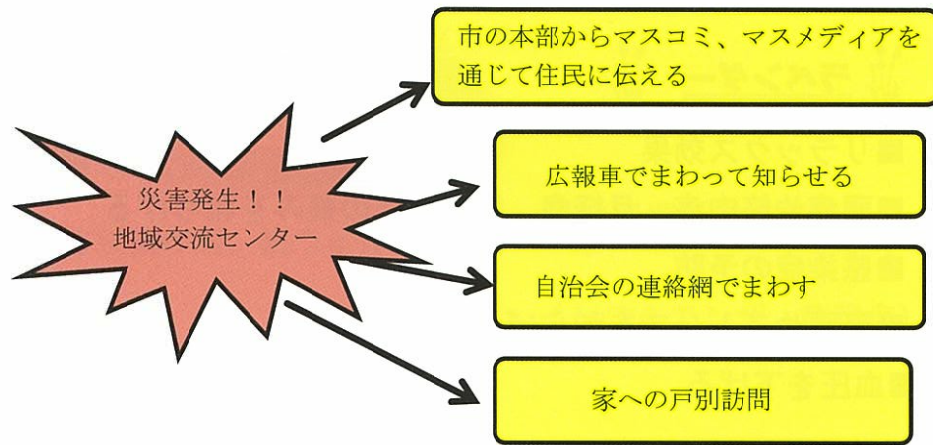 市の本部からマスコミ、マスメディアを
通じて住民に伝える
災害発生！！
地域交流センター
広報車でまわって知らせる
自治会の連絡網でまわす
家への戸別訪問